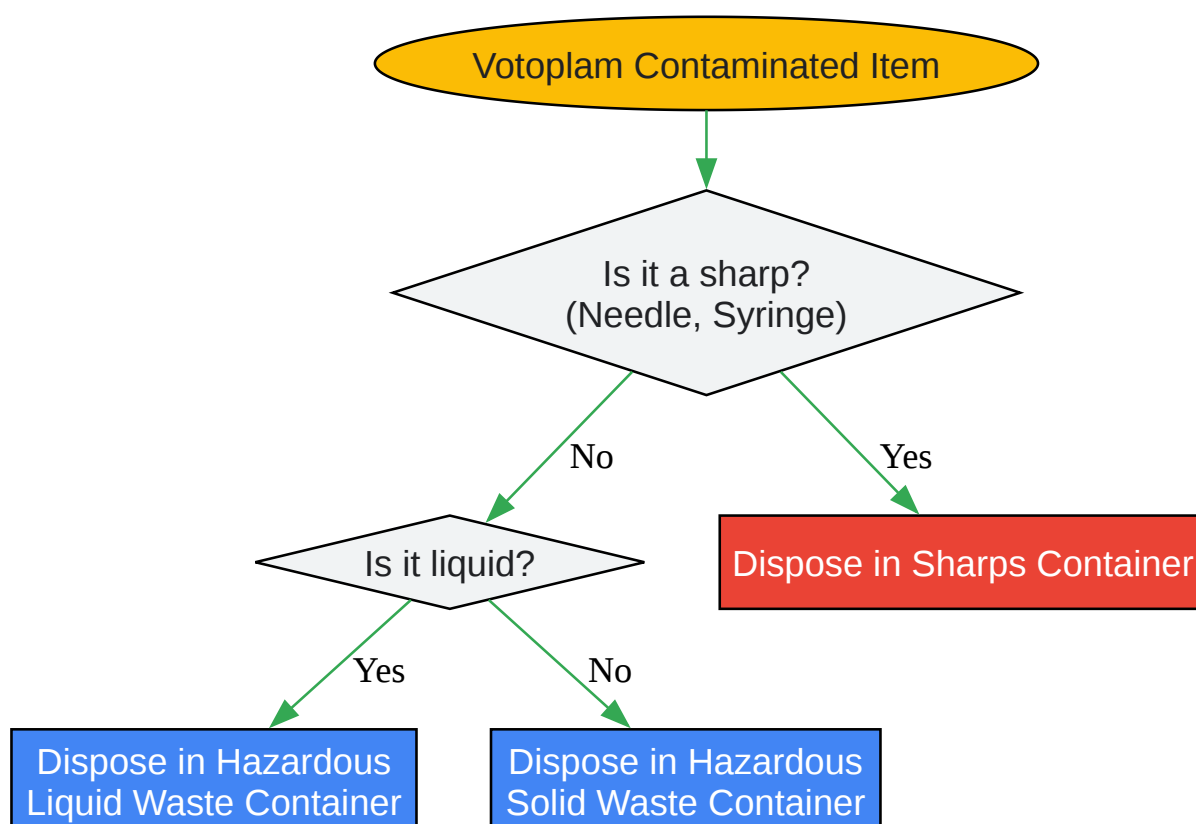 Votoplam Contaminated Item
Is it a sharp?
(Needle, Syringe)
No
Yes
Is it liquid?
Dispose in Sharps Container
Yes
No
Dispose in Hazardous
Liquid Waste Container
Dispose in Hazardous
Solid Waste Container